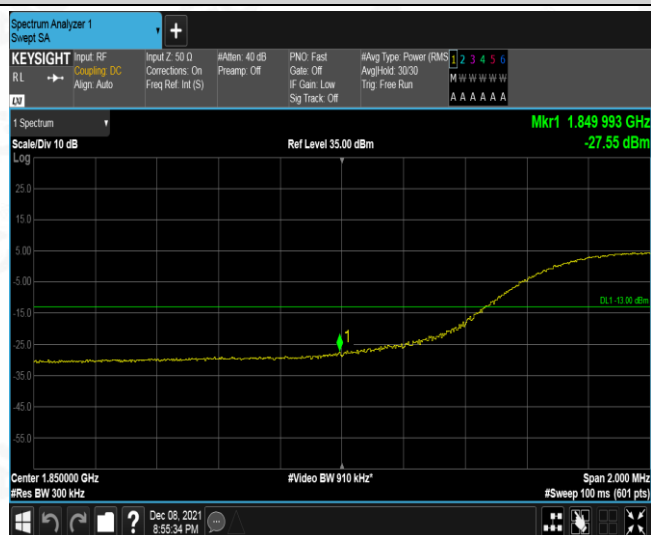 Spectrum Analyzer 1
Swept SA
+
KEYSIGHT
RL
LXI
Input: RF
Coupling: DC
Align: Auto
Input Z: 50 Ω
Corrections: On
Freq Ref: Int (S)
#Atten: 40 dB
Preamp: Off
PNO: Fast
Gate: Off
IF Gain: Low
Sig Track: Off
#Avg Type: Power (RMS
Avg|Hold: 30/30
Trig: Free Run
1 2 3 4 5 6
M W W W W W
A A A A A A
1 Spectrum
Mkr1 1.849 993 GHz
Scale/Div 10 dB
Ref Level 35.00 dBm
-27.55 dBm
Log
25.0
15.0
5.00
-5.00
DL1 -13.00 dBm
-15.0
1
-25.0
-35.0
-45.0
-55.0
Center 1.850000 GHz
#Video BW 910 kHz*
Span 2.000 MHz
#Res BW 300 kHz
#Sweep 100 ms (601 pts)
?
Dec 08, 2021
8:55:34 PM